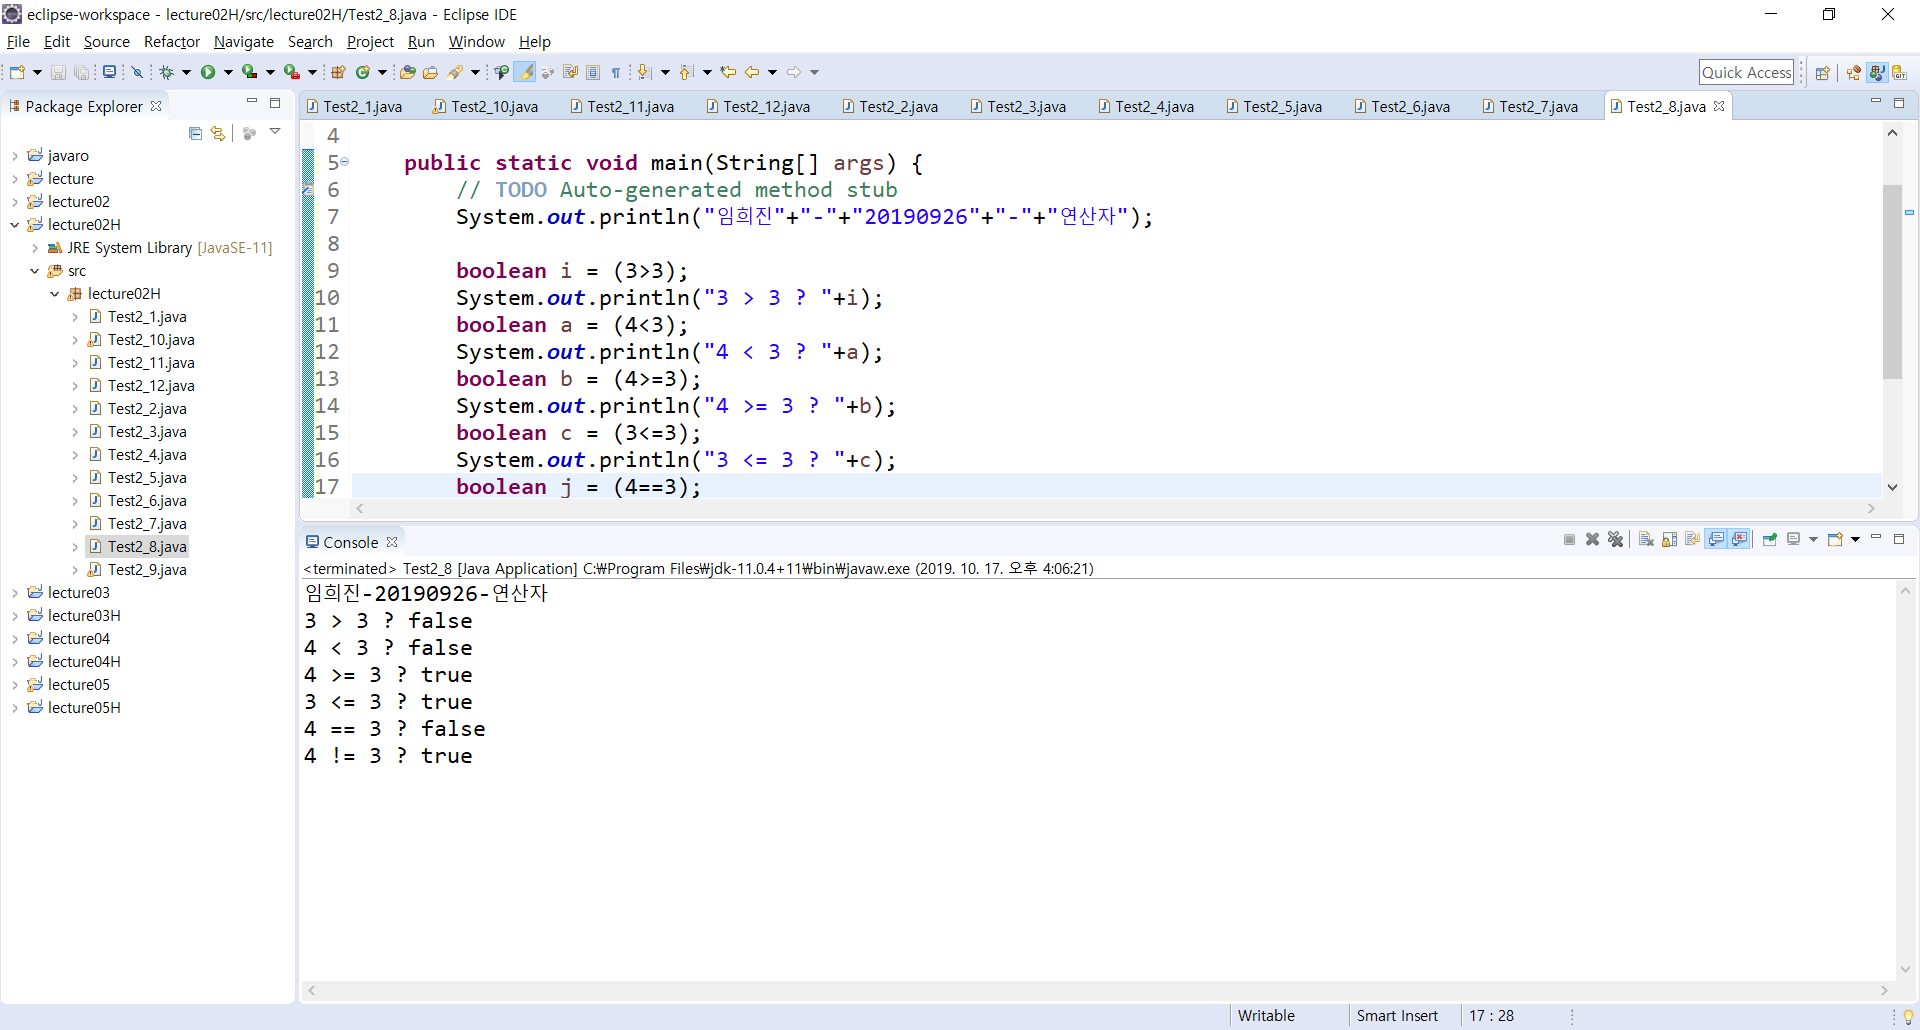 eclipse-workspace - lecture02H/src/lecture02H/Test2_8.java - Eclipse IDE
File Edit Source Refactor Navigate Search Project Run Window Help
Quick Access
Package Explorer
javaro
lecture
lecture02
lecture02H
JRE System Library [JavaSE-11]
src
lecture02H
Test2_1.java
Test2_10.java
Test2_11.java
Test2_12.java
Test2_2.java
Test2_3.java
Test2_4.java
Test2_5.java
Test2_6.java
Test2_7.java
Test2_8.java
Test2_9.java
lecture03
lecture03H
lecture04
lecture04H
lecture05
lecture05H
Test2_1.java Test2_10.java Test2_11.java Test2_12.java Test2_2.java Test2_3.java Test2_4.java Test2_5.java Test2_6.java Test2_7.java Test2_8.java
4
5 public static void main(String[] args) {
6 // TODO Auto-generated method stub
7 System.out.println("임희진"+"-"+"20190926"+"-"+"연산자");
8
9 boolean i = (3>3);
10 System.out.println("3 > 3 ? "+i);
11 boolean a = (4<3);
12 System.out.println("4 < 3 ? "+a);
13 boolean b = (4>=3);
14 System.out.println("4 >= 3 ? "+b);
15 boolean c = (3<=3);
16 System.out.println("3 <= 3 ? "+c);
17 boolean j = (4==3);
Console
<terminated> Test2_8 [Java Application] C:₩Program Files₩jdk-11.0.4+11₩bin₩javaw.exe (2019. 10. 17. 오후 4:06:21)
임희진-20190926-연산자
3 > 3 ? false
4 < 3 ? false
4 >= 3 ? true
3 <= 3 ? true
4 == 3 ? false
4 != 3 ? true
Writable Smart Insert 17 : 28